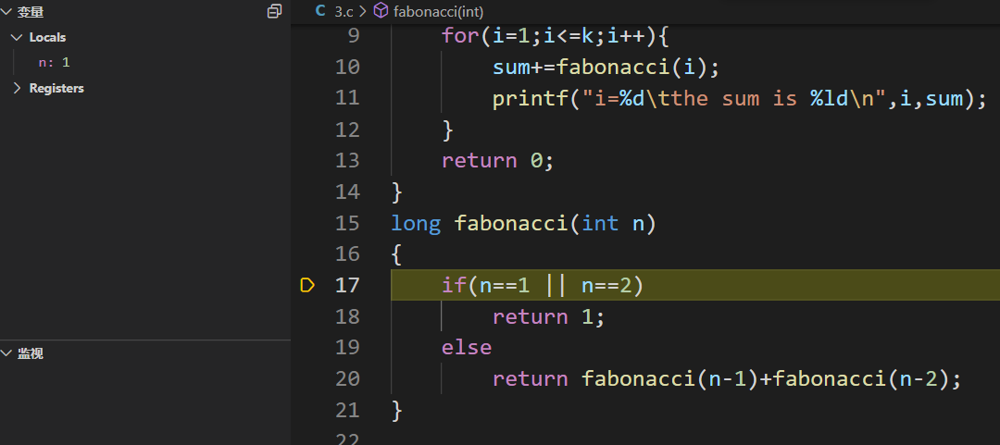 变量
Locals
n: 1
Registers
监视
C 3.c > fabonacci(int)
9 for(i=1;i<=k;i++){
10 sum+=fabonacci(i);
11 printf("i=%d\tthe sum is %ld\n",i,sum);
12 }
13 return 0;
14 }
15 long fabonacci(int n)
16 {
17 if(n==1 || n==2)
18 return 1;
19 else
20 return fabonacci(n-1)+fabonacci(n-2);
21 }
22